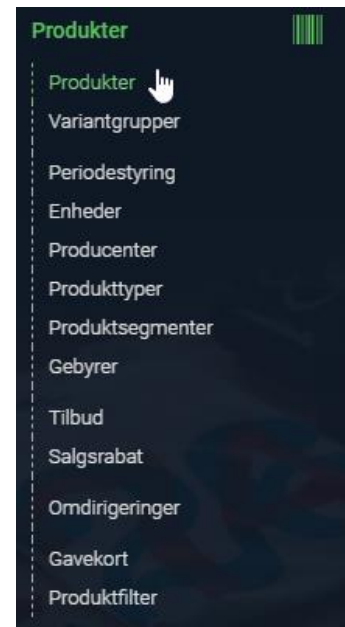 Produkter
Produkter
Variantgrupper
Periodestyring
Enheder
Producenter
Produkttyper
Produktsegmenter
Gebyrer
Tilbud
Salgsrabat
Omdirigeringer
Gavekort
Produktfilter